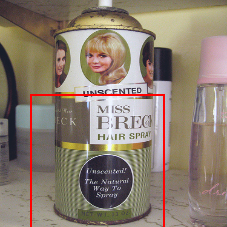 UNSCENTED
MISS
BRECK
HAIR SPRAY
Unscented!
The Natural
Way To
Spray